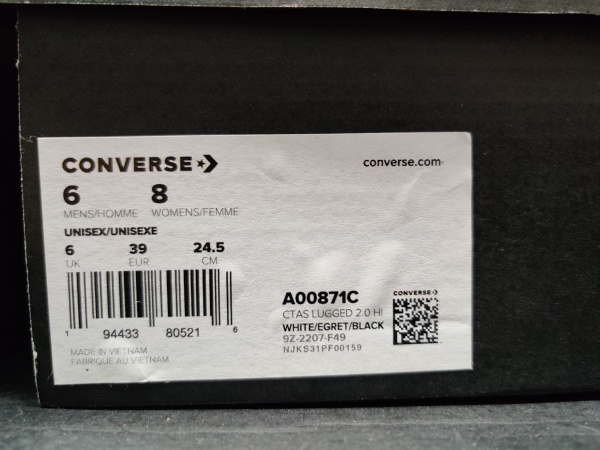 CONVERSE
converse.com
6 8
MENS/HOMME WOMENS/FEMME
UNISEX/UNISEXE
6 39 24.5
UK EUR CM
1 94433 80521 6
MADE IN VIETNAM
FABRIQUÉ AU VIETNAM
CONVERSE
A00871C
CTAS LUGGED 2.0 HI
WHITE/EGRET/BLACK
9Z-2207-F49
NJKS31PF00159